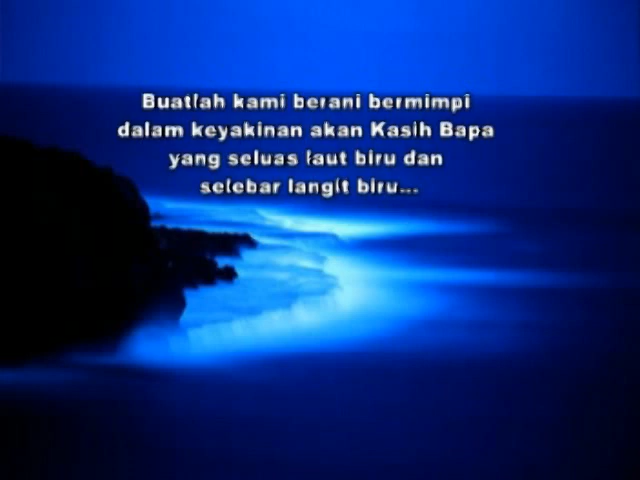 Buatlah kami berani bermimpi
dalam keyakinan akan Kasih Bapa
yang seluas laut biru dan
selebar langit biru...